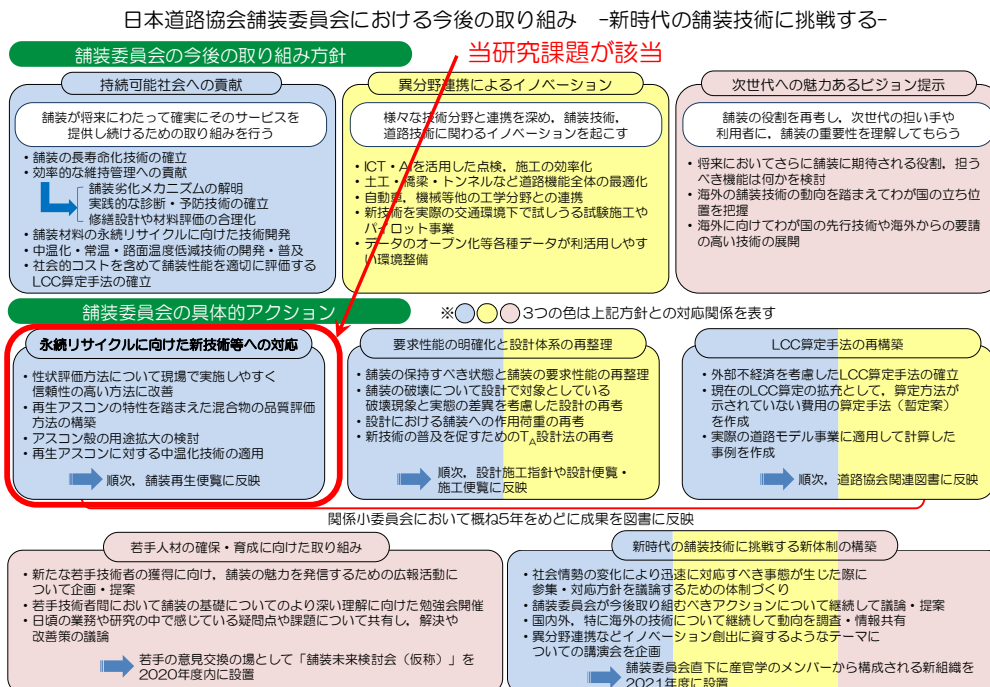 日本道路協会舗装委員会における今後の取り組み -新時代の舗装技術に挑戦する-
舗装委員会の今後の取り組み方針
当研究課題が該当
持続可能社会への貢献
舗装が将来にわたって確実にそのサービスを
提供し続けるための取り組みを行う
・舗装の長寿命化技術の確立
・効率的な維持管理への貢献
舗装劣化メカニズムの解明
実践的な診断・予防技術の確立
修繕設計や材料評価の合理化
・舗装材料の永続リサイクルに向けた技術開発
・中温化・常温・路面温度低減技術の開発・普及
・社会的コストを含めて舗装性能を適切に評価する
LCC算定手法の確立
異分野連携によるイノベーション
様々な技術分野と連携を深め,舗装技術,
道路技術に関わるイノベーションを起こす
・ICT・AIを活用した点検,施工の効率化
・土工・橋梁・トンネルなど道路機能全体の最適化
・自動車,機械等他の工学分野との連携
・新技術を実際の交通環境下で試しうる試験施工や
パイロット事業
・データのオープン化等各種データが利活用しやす
い環境整備
次世代への魅力あるビジョン提示
舗装の役割を再考し,次世代の担い手や
利用者に,舗装の重要性を理解してもらう
・将来においてさらに舗装に期待される役割,担う
べき機能は何かを検討
・海外の舗装技術の動向を踏まえてわが国の立ち位
置を把握
・海外に向けてわが国の先行技術や海外からの要請
の高い技術の展開
舗装委員会の具体的アクション
※○○○3つの色は上記方針との対応関係を表す
永続リサイクルに向けた新技術等への対応
・性状評価方法について現場で実施しやすく
信頼性の高い方法に改善
・再生アスコンの特性を踏まえた混合物の品質評価
方法の構築
・アスコン殻の用途拡大の検討
・再生アスコンに対する中温化技術の適用
順次,舗装再生便覧に反映
要求性能の明確化と設計体系の再整理
・舗装の保持すべき状態と舗装の要求性能の再整理
・舗装の破壊について設計で対象としている
破壊現象と実態の差異を考慮した設計の再考
・設計における舗装への作用荷重の再考
・新技術の普及を促すためのTA設計法の再考
順次,設計施工指針や設計便覧・
施工便覧に反映
LCC算定手法の再構築
・外部不経済を考慮したLCC算定手法の確立
・現在のLCC算定の拡充として,算定方法が
示されていない費用の算定手法(暫定案)
を作成
・実際の道路モデル事業に適用して計算した
事例を作成
順次,道路協会関連図書に反映
関係小委員会において概ね5年をめどに成果を図書に反映
若手人材の確保・育成に向けた取り組み
・新たな若手技術者の獲得に向け,舗装の魅力を発信するための広報活動に
ついて企画・提案
・若手技術者間において舗装の基礎についてのより深い理解に向けた勉強会開催
・日頃の業務や研究の中で感じている疑問点や課題について共有し,解決や
改善策の議論
若手の意見交換の場として「舗装未来検討会(仮称)」を
2020年度内に設置
新時代の舗装技術に挑戦する新体制の構築
・社会情勢の変化により迅速に対応すべき事態が生じた際に
参集・対応方針を議論するための体制づくり
・舗装委員会が今後取り組むべきアクションについて継続して議論・提案
・国内外,特に海外の技術について継続して動向を調査・情報共有
・異分野連携などイノベーション創出に資するようなテーマに
ついての講演会を企画
舗装委員会直下に産官学のメンバーから構成される新組織を
2021年度に設置